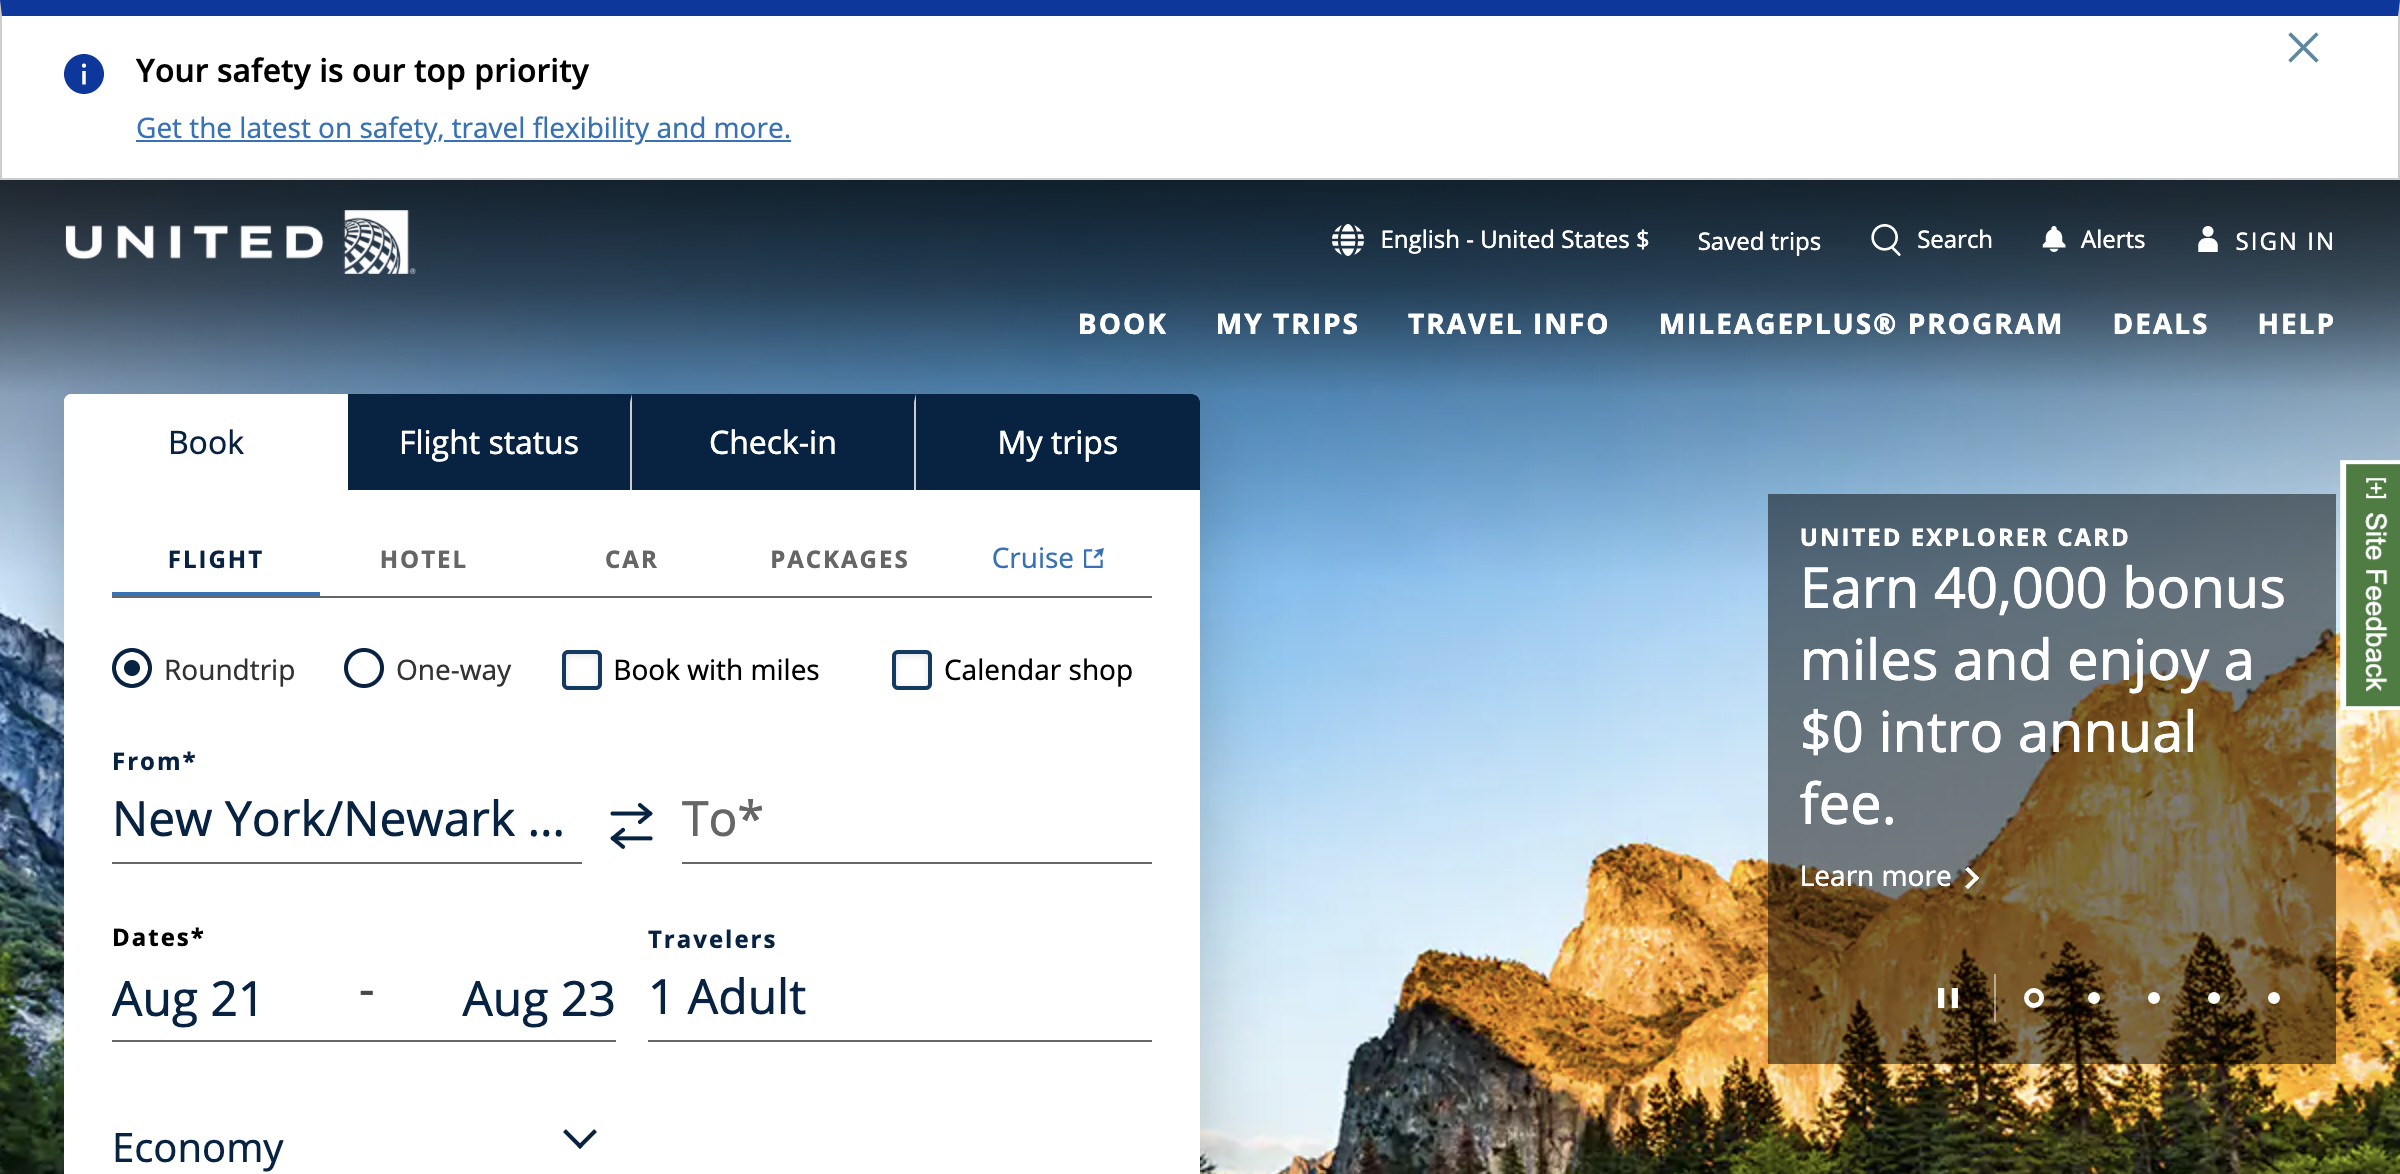 Your safety is our top priority
Get the latest on safety, travel flexibility and more.
UNITED
English - United States $ Saved trips Search Alerts SIGN IN
BOOK MY TRIPS TRAVEL INFO MILEAGEPLUS® PROGRAM DEALS HELP
Book Flight status Check-in My trips
FLIGHT HOTEL CAR PACKAGES Cruise
Roundtrip One-way Book with miles Calendar shop
From*
New York/Newark ... To*
Dates* Travelers
Aug 21 - Aug 23 1 Adult
Economy
UNITED EXPLORER CARD
Earn 40,000 bonus
miles and enjoy a
$0 intro annual
fee.
Learn more
[+] Site Feedback